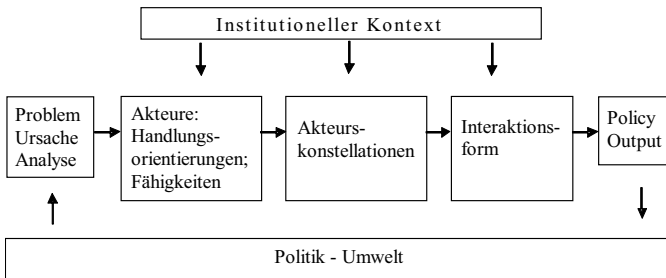 Institutioneller Kontext
Problem
Ursache
Analyse
Akteure:
Handlungs-
orientierungen;
Fähigkeiten
Akteurs-
konstellationen
Interaktions-
form
Policy
Output
Politik - Umwelt